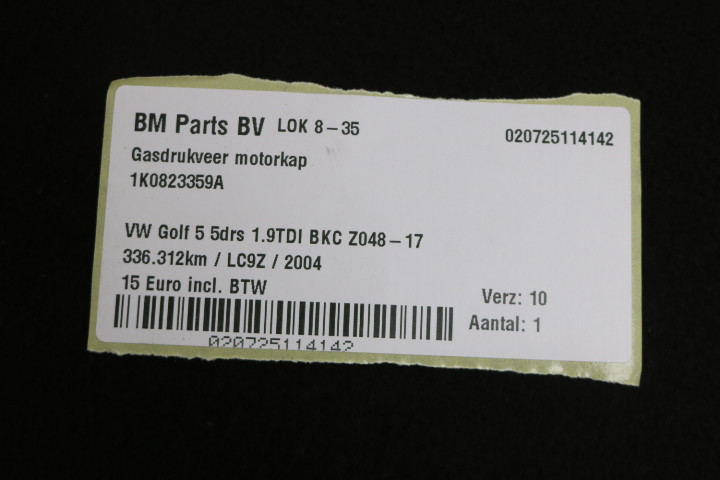 BM Parts BV LOK 8-35 020725114142
Gasdrukveer motorkap
1K0823359A
VW Golf 5 5drs 1.9TDI BKC Z048-17
336.312km / LC9Z / 2004
15 Euro incl. BTW
Verz: 10
Aantal: 1
020725114142